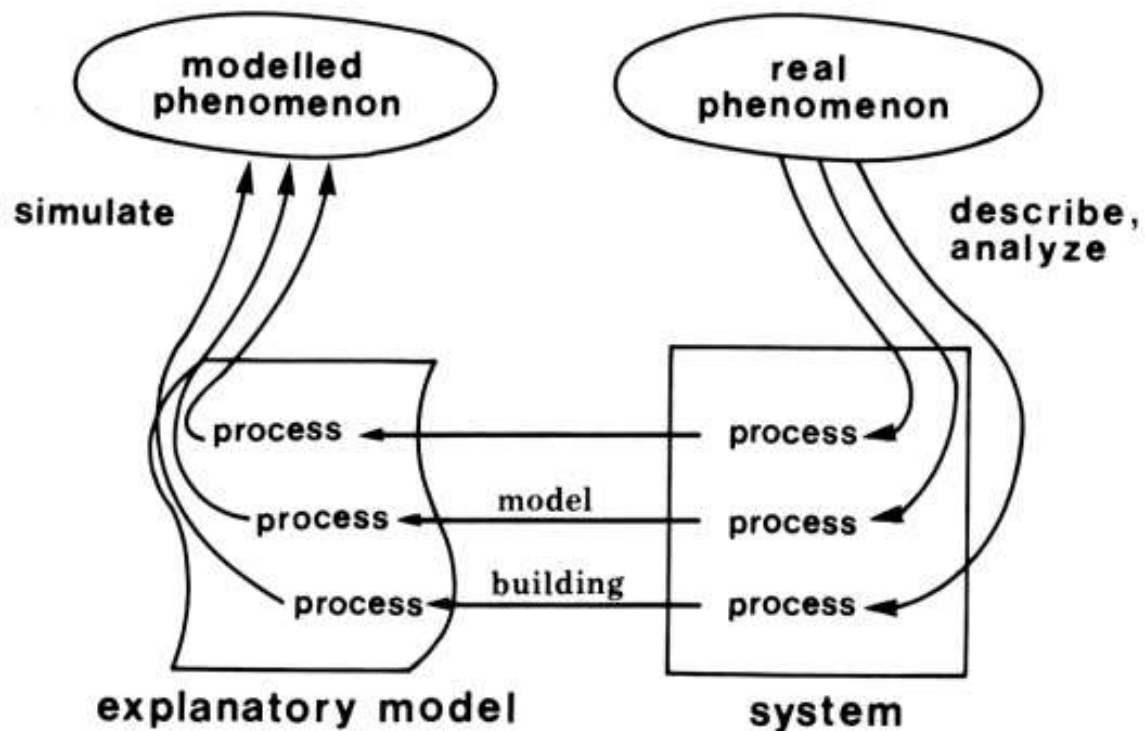 modelled
phenomenon
real
phenomenon
simulate
describe,
analyze
process
process
model
process
process
building
process
process
explanatory model
system